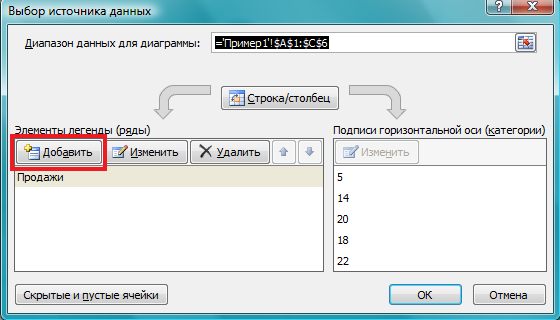 Выбор источника данных
Диапазон данных для диаграммы: ='Пример1'!$A$1:$C$6
Строка/столбец
Элементы легенды (ряды)
Добавить Изменить Удалить
Продажи
Подписи горизонтальной оси (категории)
Изменить
5
14
20
18
22
Скрытые и пустые ячейки
ОК Отмена